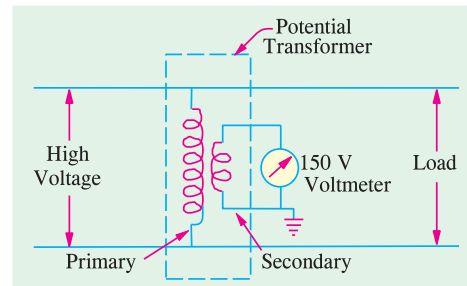 Potential
Transformer
High
Voltage
150 V
Voltmeter
Load
Primary
Secondary